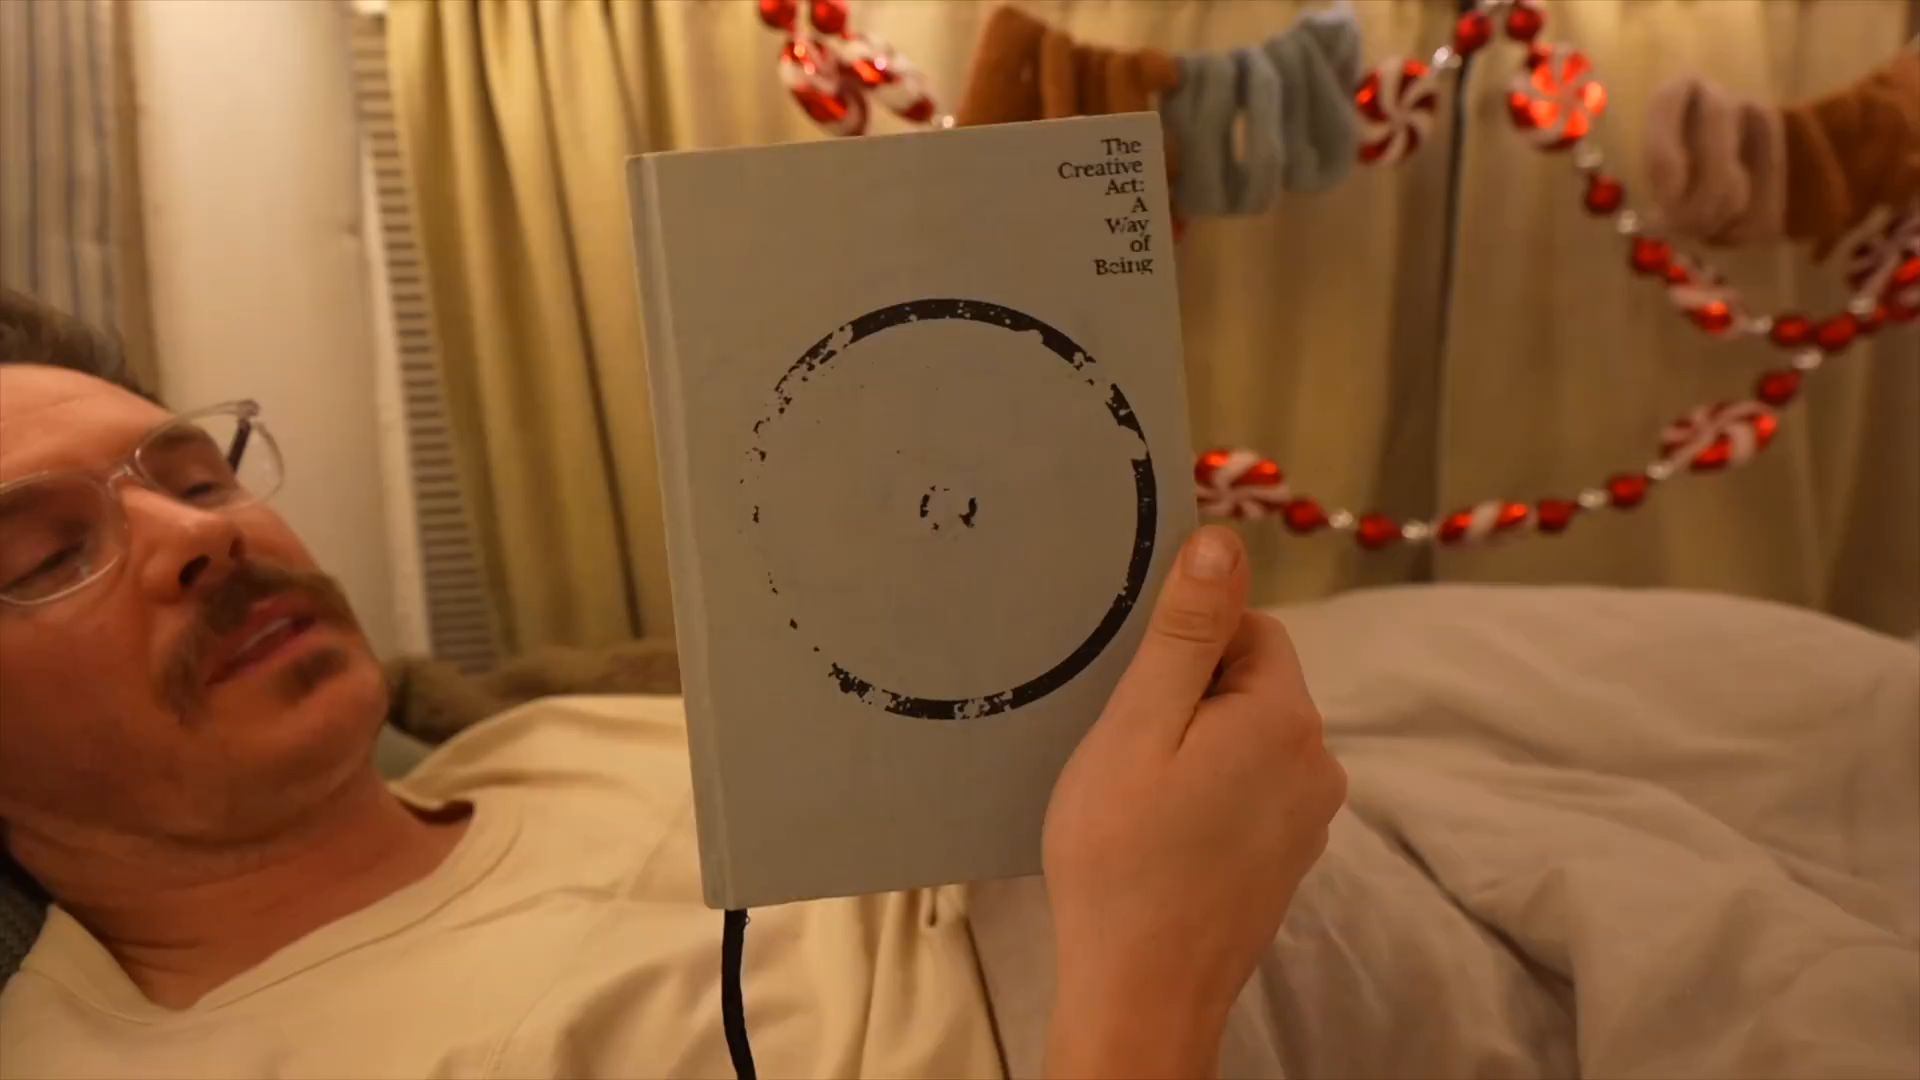 The
Creative
Act:
A
Way
of
Being